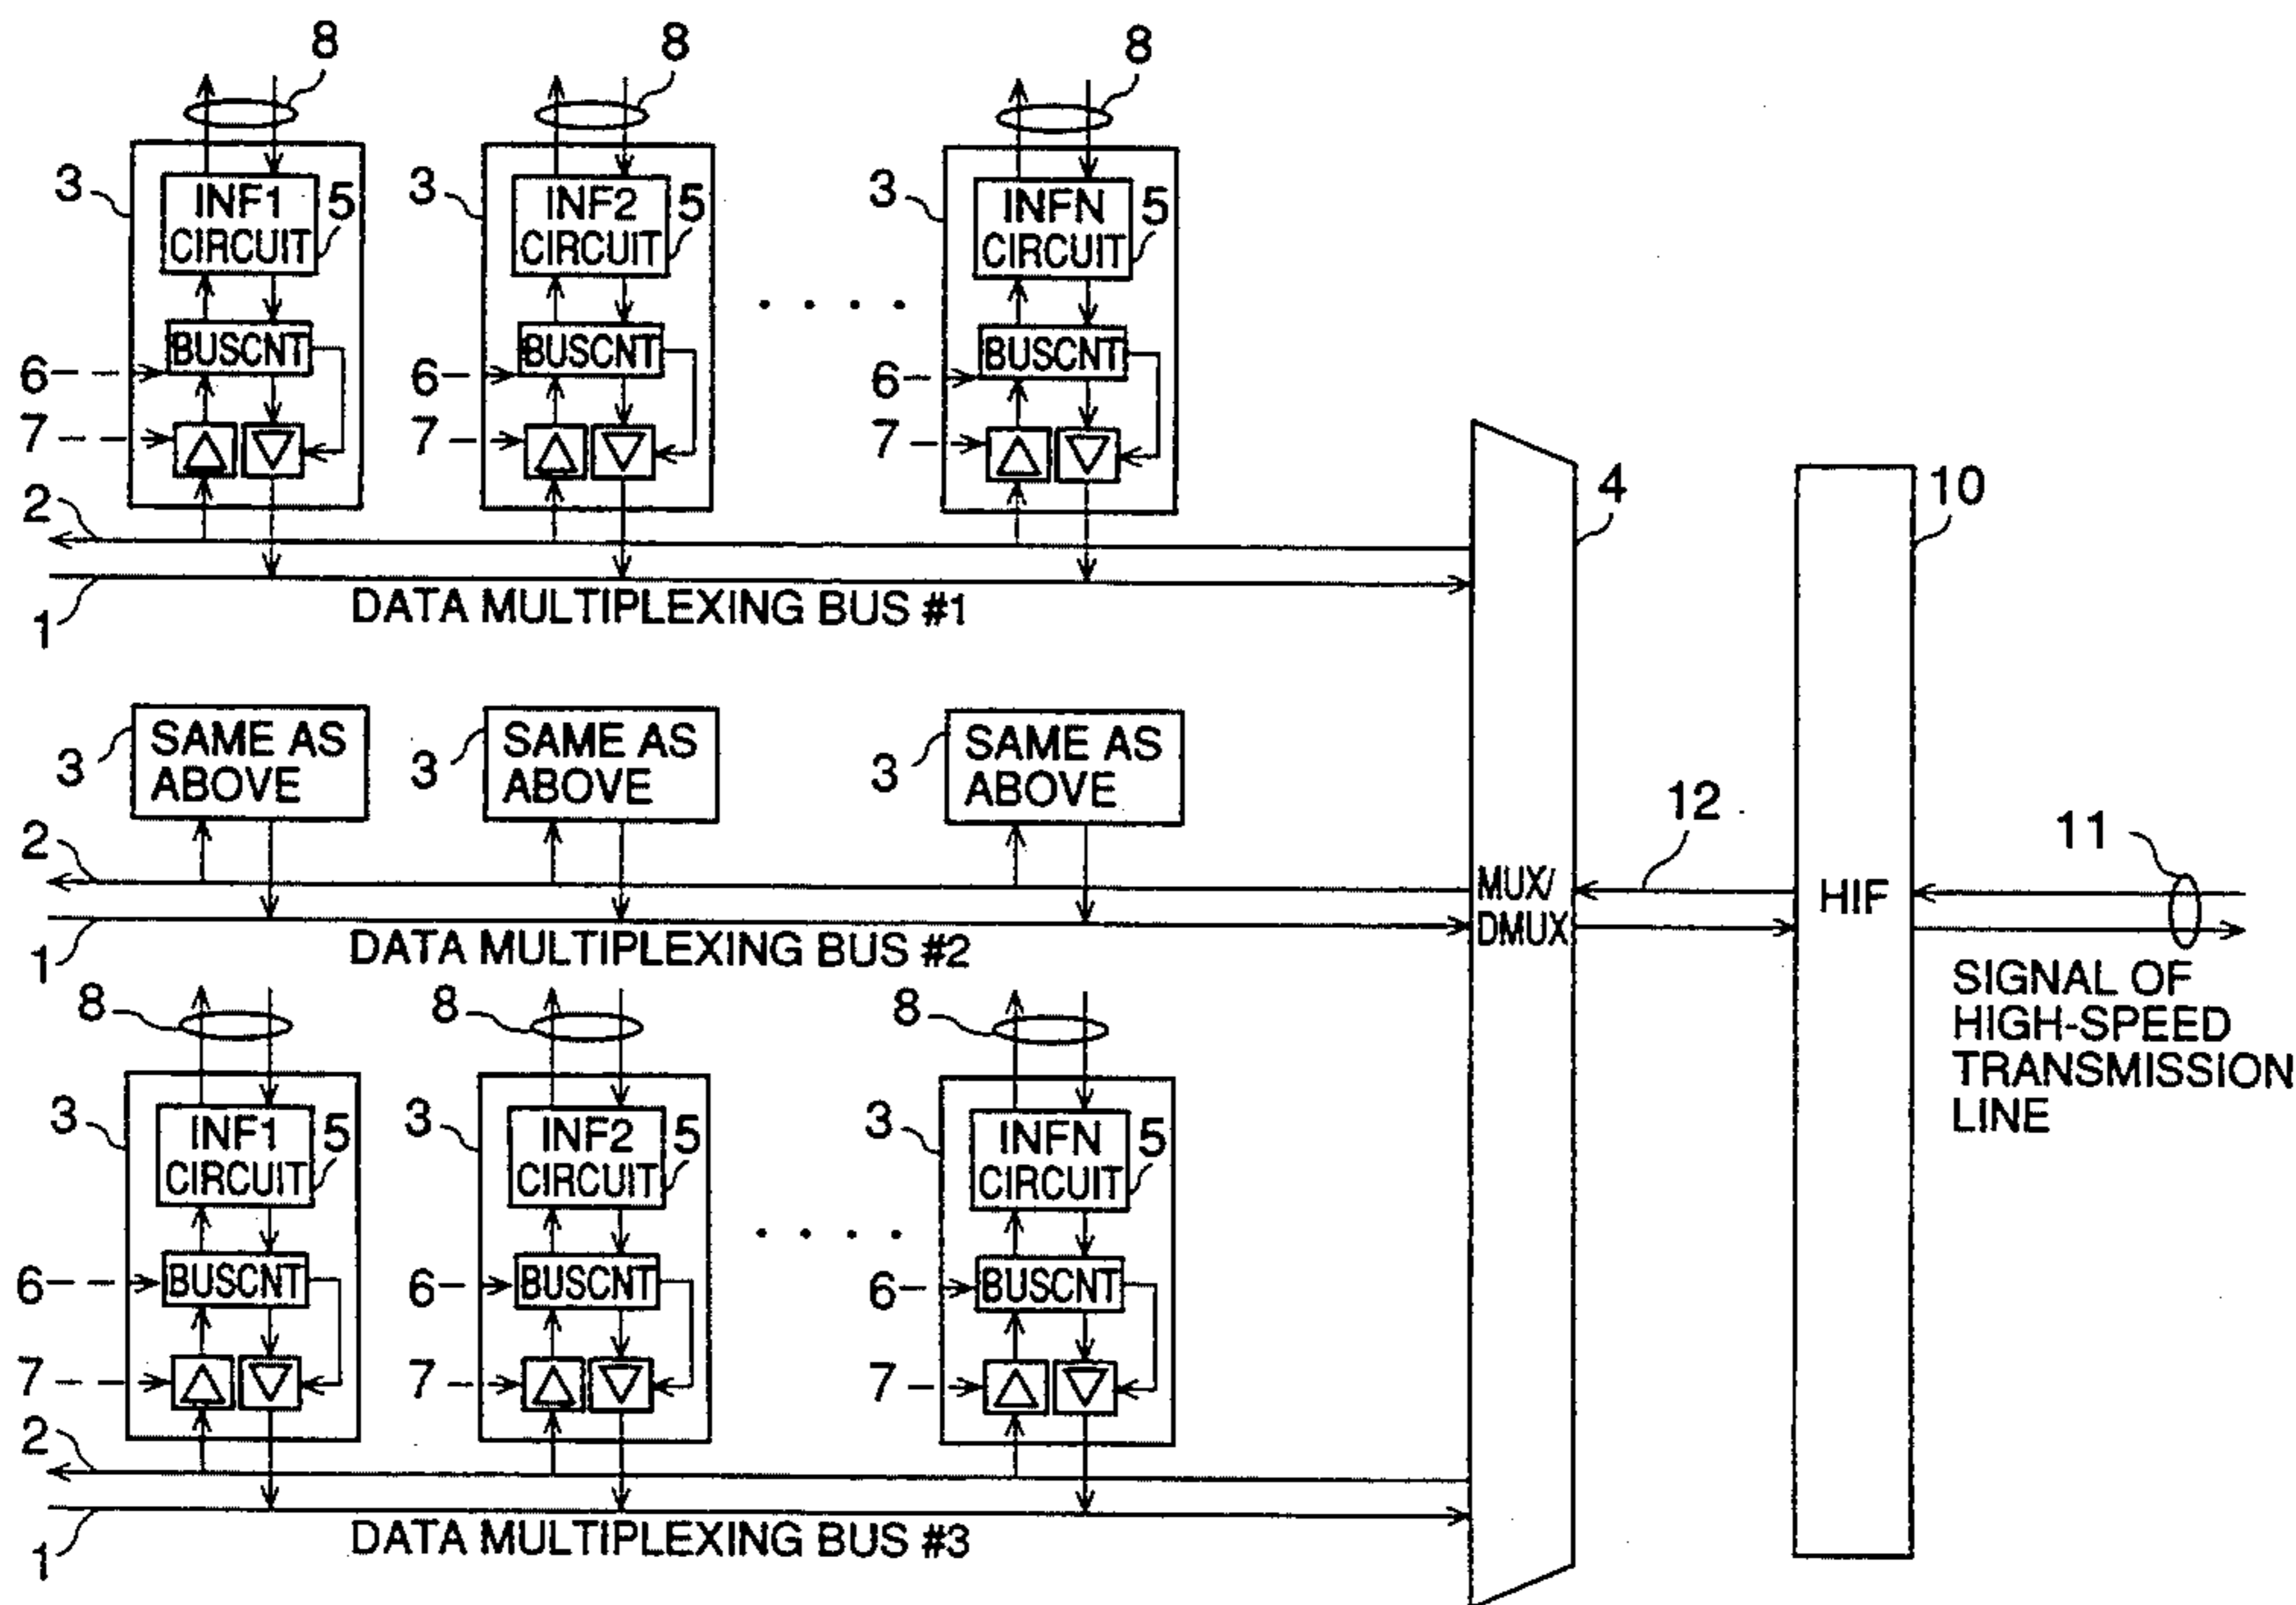 8 8 8
3 INF1 CIRCUIT 5 3 INF2 CIRCUIT 5 3 INFN CIRCUIT 5
. . . .
6 BUSCNT 6 BUSCNT 6 BUSCNT
7 7 7
4 10
2
1 DATA MULTIPLEXING BUS #1
3 SAME AS ABOVE 3 SAME AS ABOVE 3 SAME AS ABOVE
12 11
2 MUX/ DMUX HIF
1 DATA MULTIPLEXING BUS #2
SIGNAL OF
HIGH-SPEED
TRANSMISSION
LINE
8 8 8
3 INF1 CIRCUIT 5 3 INF2 CIRCUIT 5 3 INFN CIRCUIT 5
. . . .
6 BUSCNT 6 BUSCNT 6 BUSCNT
7 7 7
2
1 DATA MULTIPLEXING BUS #3